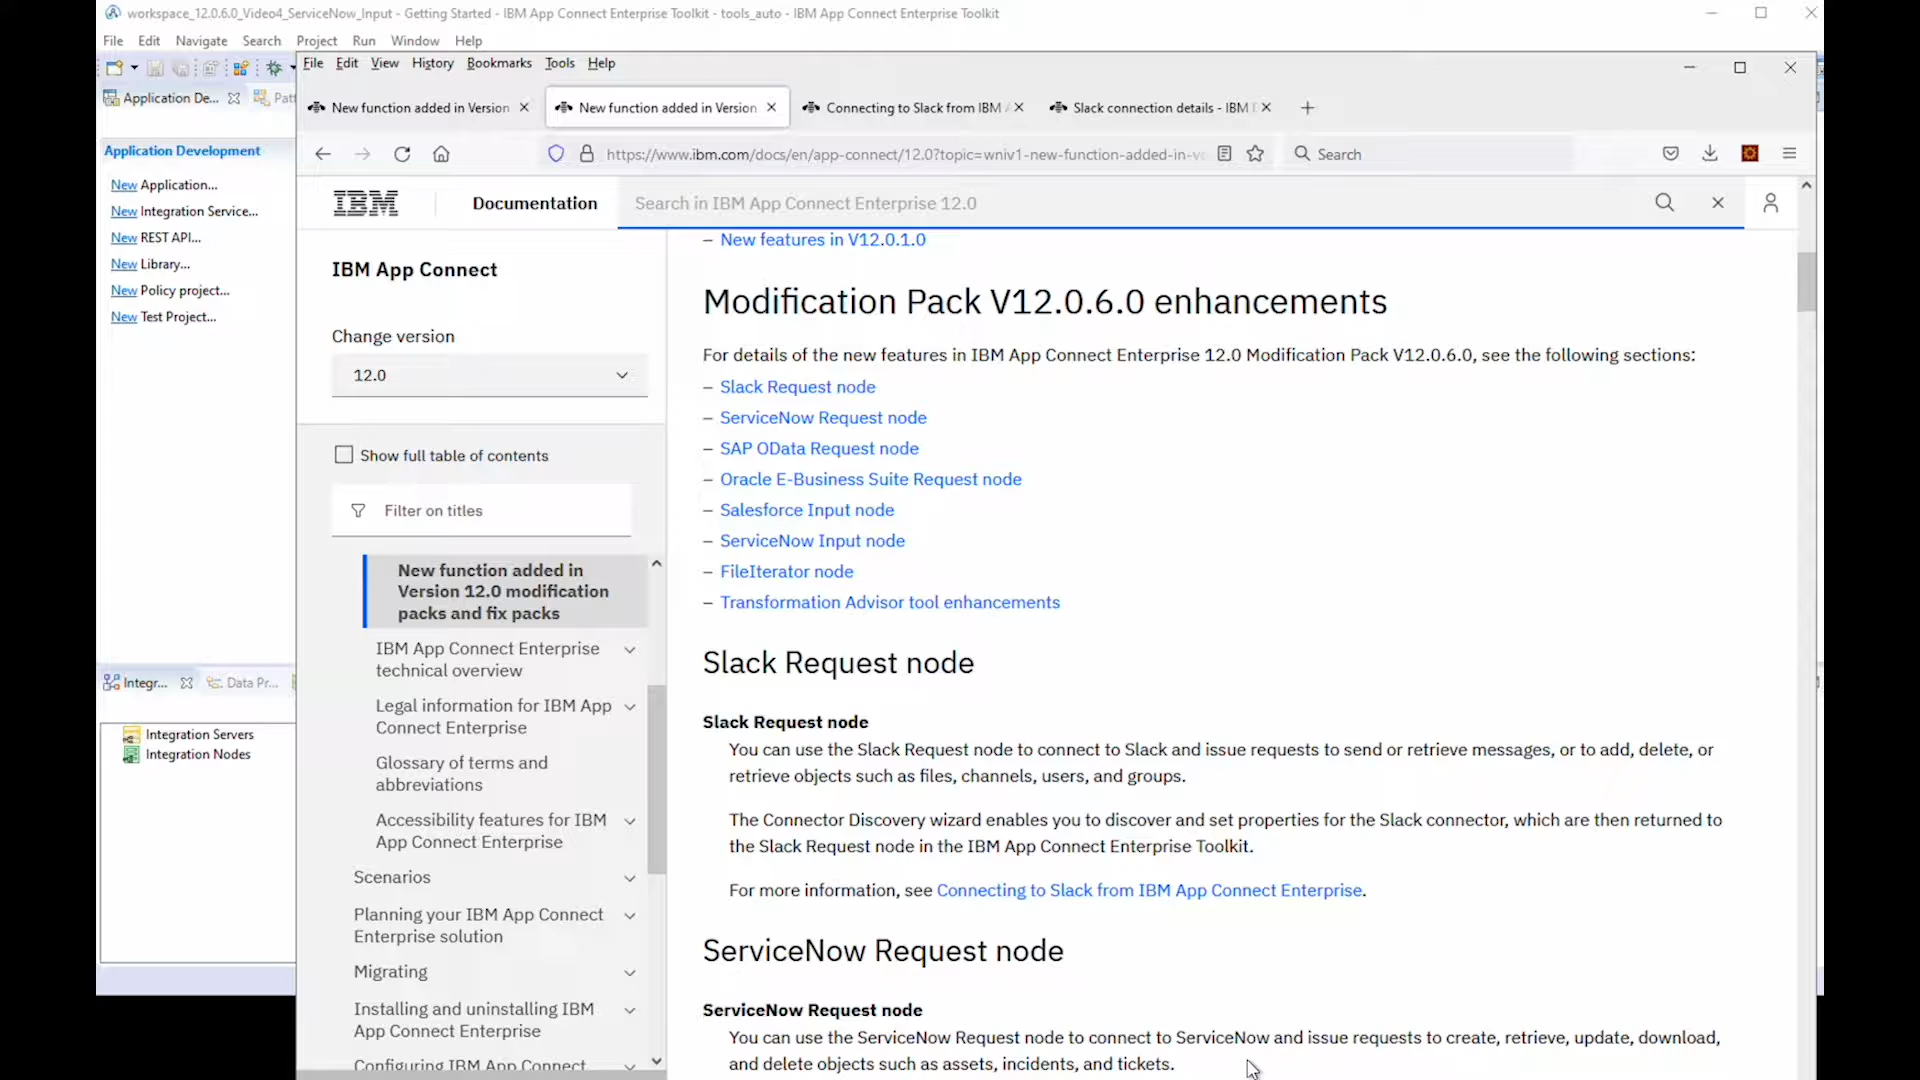 workspace_12.0.6.0_Video4_ServiceNow_Input - Getting Started - IBM App Connect Enterprise Toolkit - tools_auto - IBM App Connect Enterprise Toolkit
File Edit Navigate Search Project Run Window Help
File Edit View History Bookmarks Tools Help
Application De...
Pat
New function added in Version
New function added in Version
Connecting to Slack from IBM
Slack connection details - IBM
https://www.ibm.com/docs/en/app-connect/12.0?topic=wniv1-new-function-added-in-v
Search
Application Development
New Application...
New Integration Service...
New REST API...
New Library...
New Policy project...
New Test Project...
Integr...
Data Pr...
Integration Servers
Integration Nodes
IBM
Documentation
Search in IBM App Connect Enterprise 12.0
IBM App Connect
Change version
12.0
Show full table of contents
Filter on titles
New function added in
Version 12.0 modification
packs and fix packs
IBM App Connect Enterprise
technical overview
Legal information for IBM App
Connect Enterprise
Glossary of terms and
abbreviations
Accessibility features for IBM
App Connect Enterprise
Scenarios
Planning your IBM App Connect
Enterprise solution
Migrating
Installing and uninstalling IBM
App Connect Enterprise
Configuring IBM App Connect
– New features in V12.0.1.0
Modification Pack V12.0.6.0 enhancements
For details of the new features in IBM App Connect Enterprise 12.0 Modification Pack V12.0.6.0, see the following sections:
– Slack Request node
– ServiceNow Request node
– SAP OData Request node
– Oracle E-Business Suite Request node
– Salesforce Input node
– ServiceNow Input node
– FileIterator node
– Transformation Advisor tool enhancements
Slack Request node
Slack Request node
You can use the Slack Request node to connect to Slack and issue requests to send or retrieve messages, or to add, delete, or
retrieve objects such as files, channels, users, and groups.
The Connector Discovery wizard enables you to discover and set properties for the Slack connector, which are then returned to
the Slack Request node in the IBM App Connect Enterprise Toolkit.
For more information, see Connecting to Slack from IBM App Connect Enterprise.
ServiceNow Request node
ServiceNow Request node
You can use the ServiceNow Request node to connect to ServiceNow and issue requests to create, retrieve, update, download,
and delete objects such as assets, incidents, and tickets.